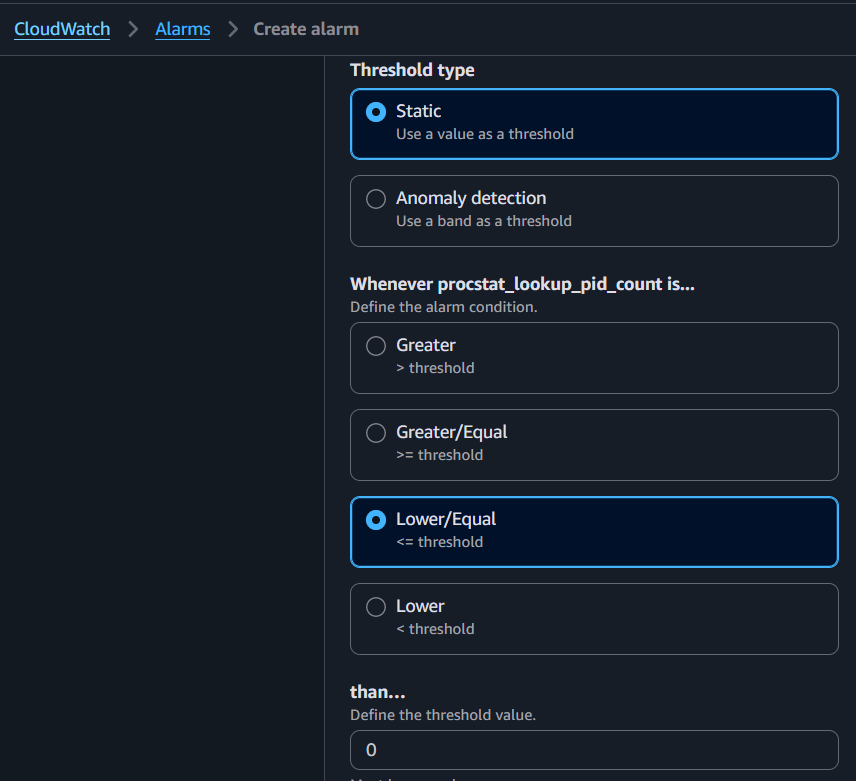 CloudWatch > Alarms > Create alarm
Threshold type
Static
Use a value as a threshold
Anomaly detection
Use a band as a threshold
Whenever procstat_lookup_pid_count is...
Define the alarm condition.
Greater
> threshold
Greater/Equal
>= threshold
Lower/Equal
<= threshold
Lower
< threshold
than...
Define the threshold value.
0